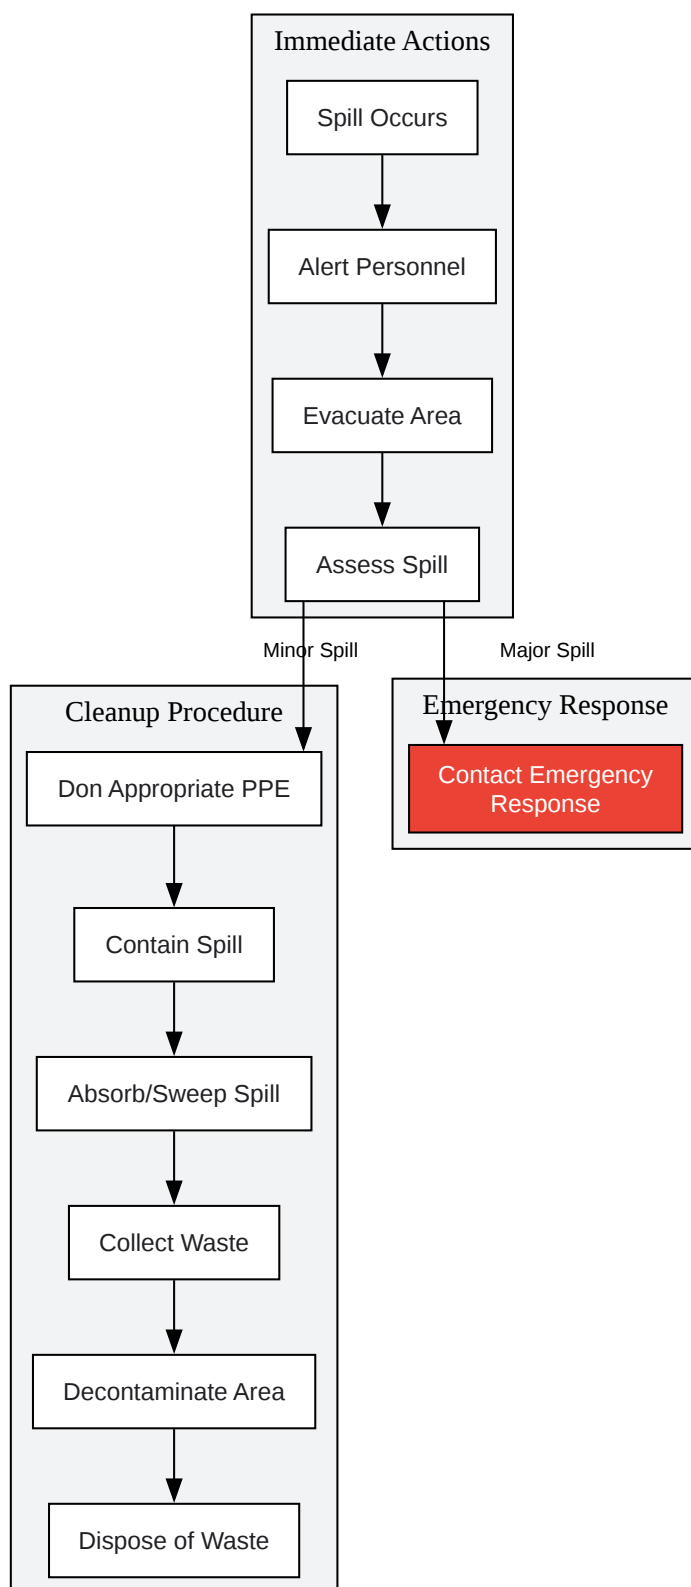 Immediate Actions
Spill Occurs
Alert Personnel
Evacuate Area
Assess Spill
Minor Spill
Major Spill
Cleanup Procedure
Emergency Response
Don Appropriate PPE
Contact Emergency
Response
Contain Spill
Absorb/Sweep Spill
Collect Waste
Decontaminate Area
Dispose of Waste